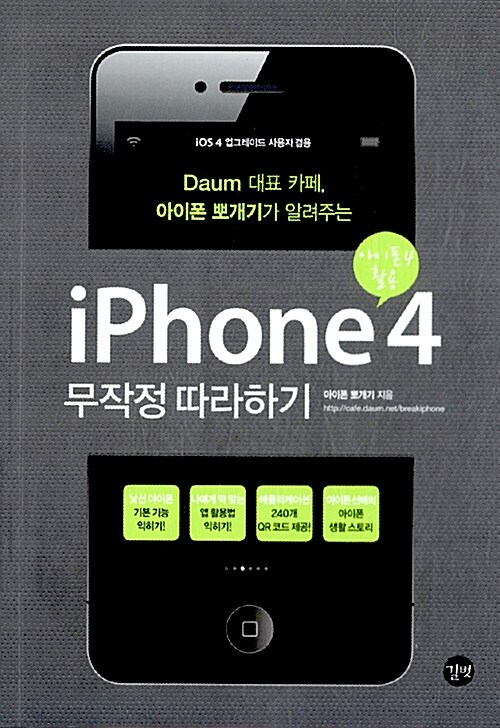 iOS 4 업그레이드 사용자 겸용
Daum 대표 카페,
아이폰 뽀개기가 알려주는
아이폰 4
활용
iPhone 4
무작정 따라하기
아이폰 뽀개기 지음
http://cafe.daum.net/breakiphone
낯선 아이폰
기본 기능
익히기!
나에게 딱 맞는
앱 활용법
익히기!
애플리케이션
240개
QR 코드 제공!
아이폰 선배의
아이폰
생활 스토리
길벗